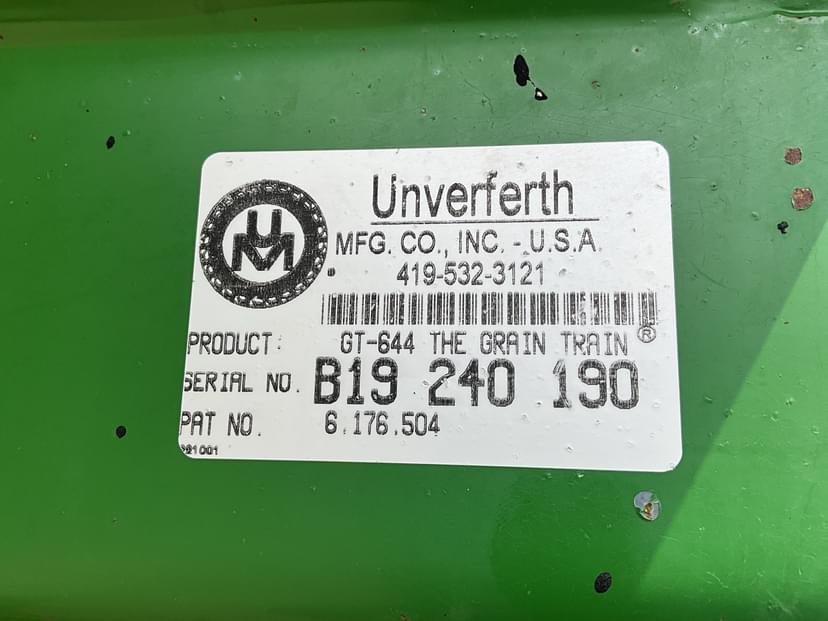 UM
Unverferth
MFG. CO., INC. - U.S.A.
419-532-3121
PRODUCT: GT-644 THE GRAIN TRAIN®
SERIAL NO. B19 240 190
PAT NO. 6.176.504